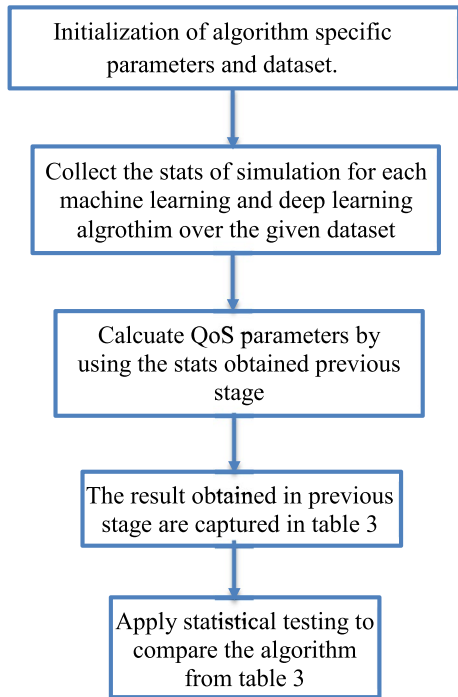 Initialization of algorithm specific
parameters and dataset.
Collect the stats of simulation for each
machine learning and deep learning
algrothim over the given dataset
Calcuate QoS parameters by
using the stats obtained previous
stage
The result obtained in previous
stage are captured in table 3
Apply statistical testing to
compare the algorithm
from table 3